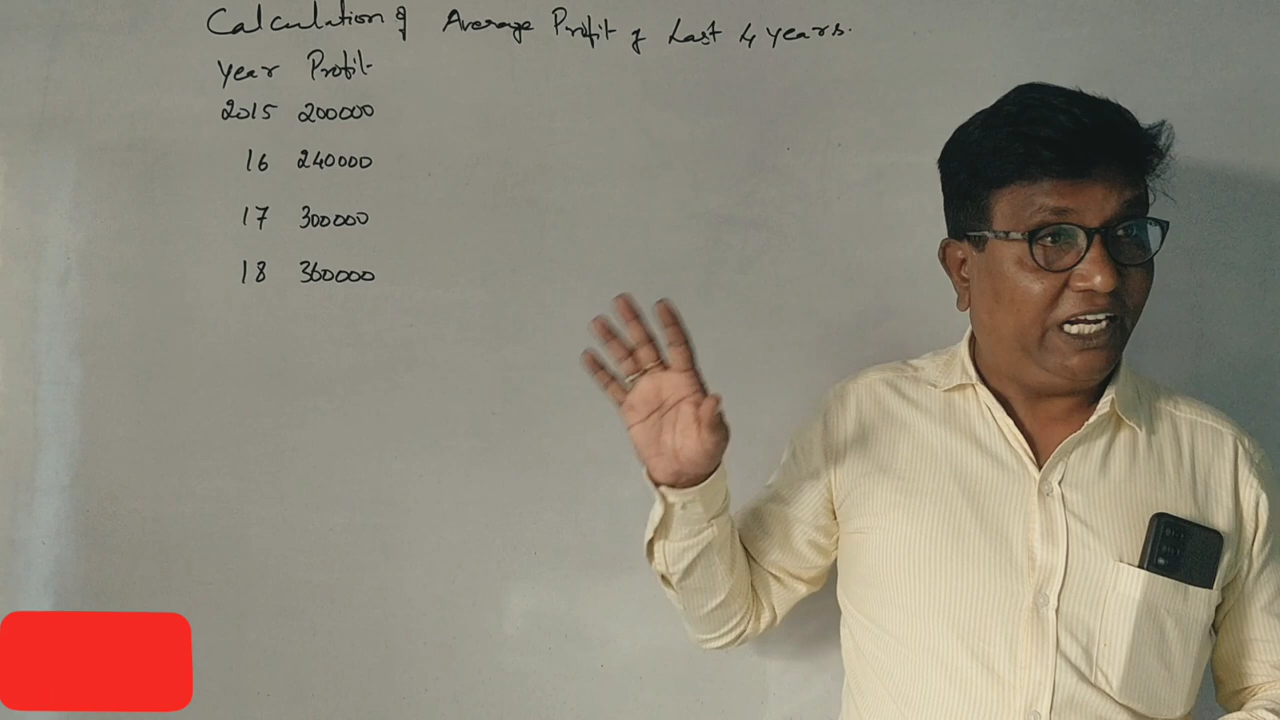 Calculation of Average Profit of Last 4 years.
Year Profit
2015 200000
16 240000
17 300000
18 360000